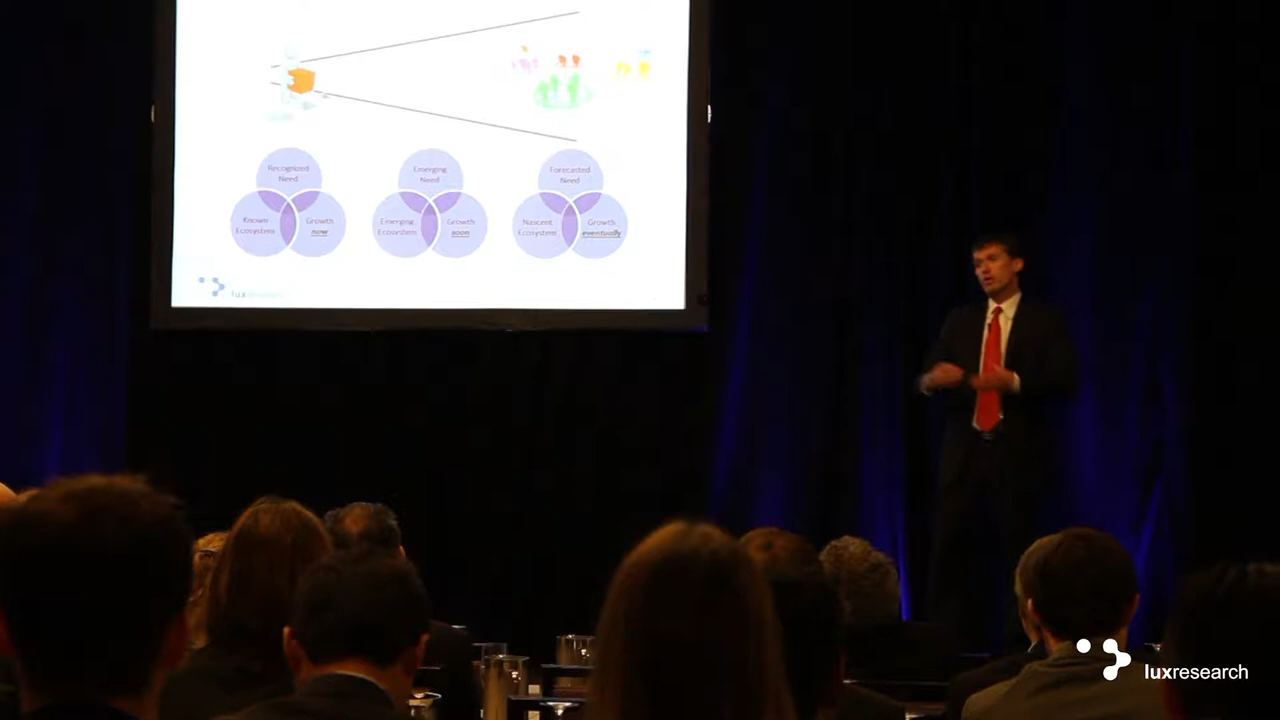 Recognized
Need
Known
Ecosystem
Growth
now
Emerging
Need
Emerging
Ecosystem
Growth
soon
Forecasted
Need
Nascent
Ecosystem
Growth
eventually
luxresearch
luxresearch